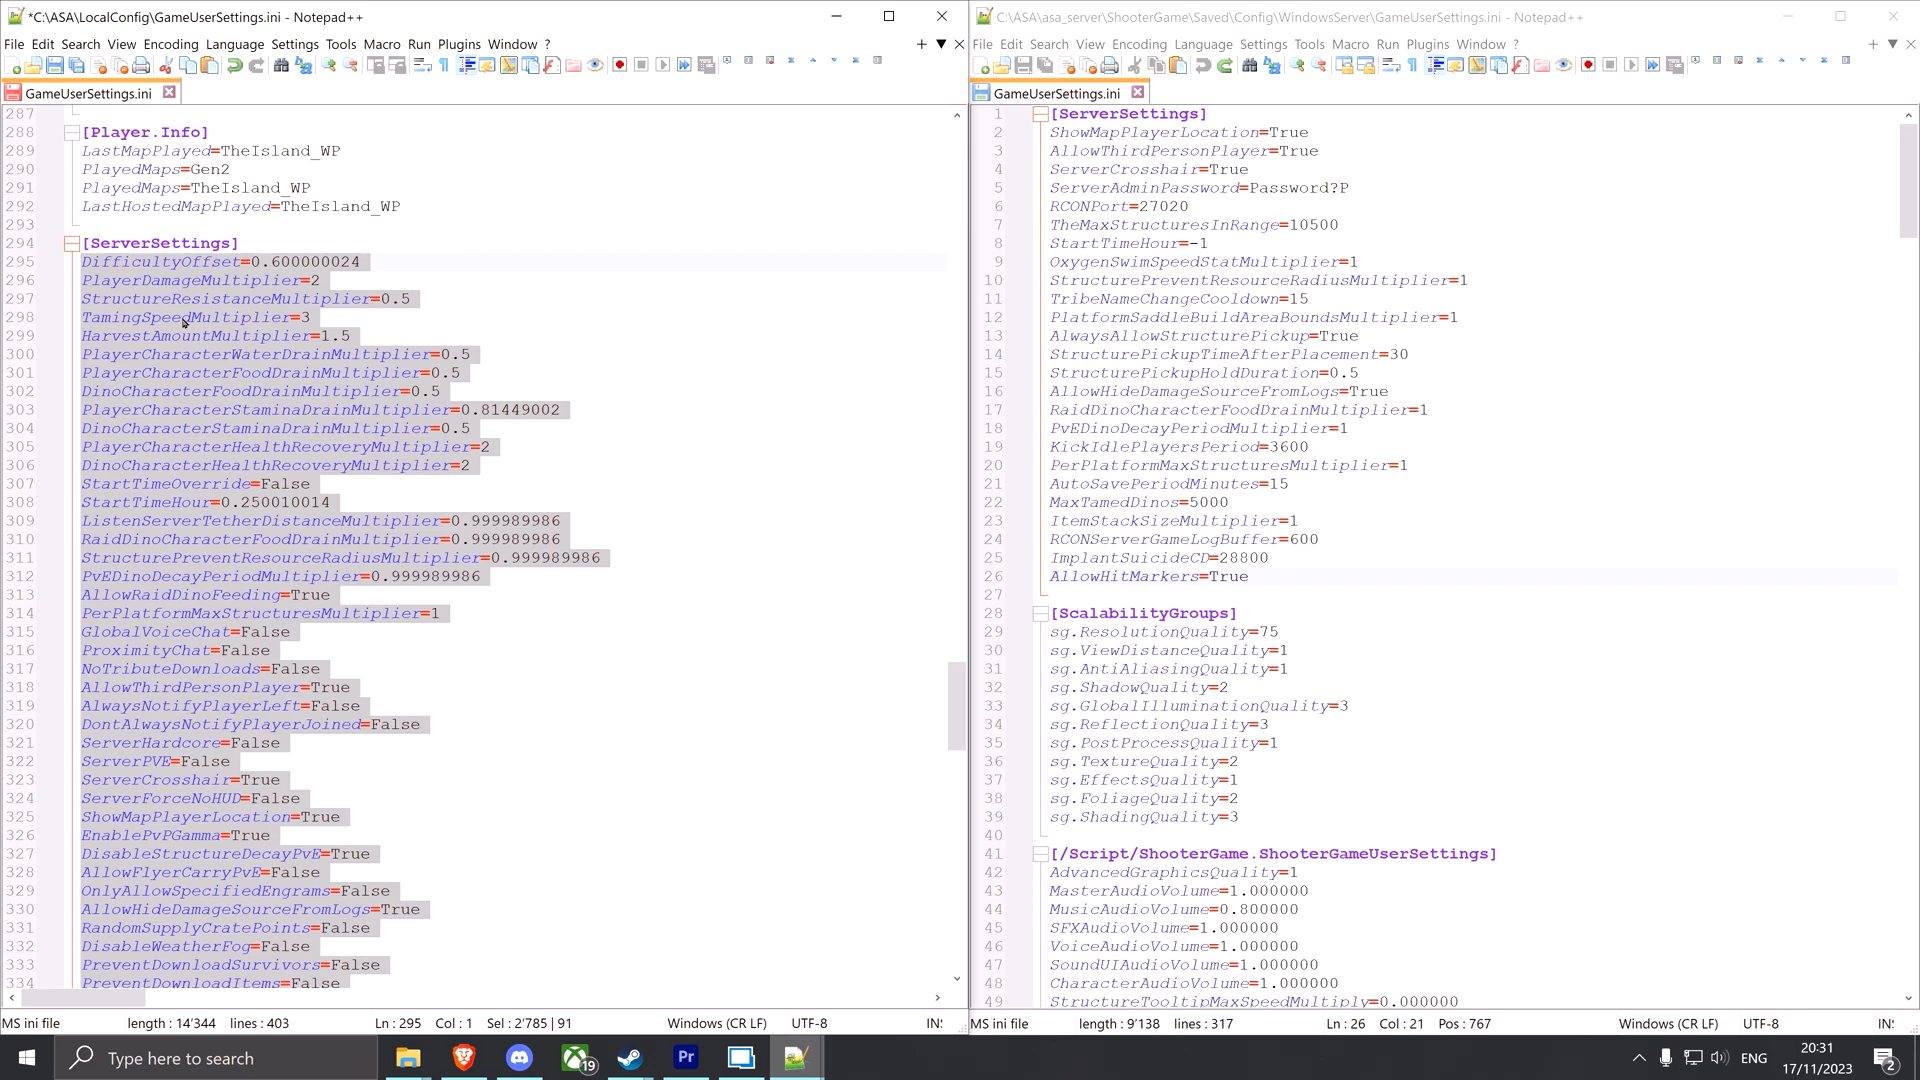 *C:\ASA\LocalConfig\GameUserSettings.ini - Notepad++
File Edit Search View Encoding Language Settings Tools Macro Run Plugins Window ?
GameUserSettings.ini
287
288 [Player.Info]
289 LastMapPlayed=TheIsland_WP
290 PlayedMaps=Gen2
291 PlayedMaps=TheIsland_WP
292 LastHostedMapPlayed=TheIsland_WP
293
294 [ServerSettings]
295 DifficultyOffset=0.600000024
296 PlayerDamageMultiplier=2
297 StructureResistanceMultiplier=0.5
298 TamingSpeedMultiplier=3
299 HarvestAmountMultiplier=1.5
300 PlayerCharacterWaterDrainMultiplier=0.5
301 PlayerCharacterFoodDrainMultiplier=0.5
302 DinoCharacterFoodDrainMultiplier=0.5
303 PlayerCharacterStaminaDrainMultiplier=0.81449002
304 DinoCharacterStaminaDrainMultiplier=0.5
305 PlayerCharacterHealthRecoveryMultiplier=2
306 DinoCharacterHealthRecoveryMultiplier=2
307 StartTimeOverride=False
308 StartTimeHour=0.250010014
309 ListenServerTetherDistanceMultiplier=0.999989986
310 RaidDinoCharacterFoodDrainMultiplier=0.999989986
311 StructurePreventResourceRadiusMultiplier=0.999989986
312 PvEDinoDecayPeriodMultiplier=0.999989986
313 AllowRaidDinoFeeding=True
314 PerPlatformMaxStructuresMultiplier=1
315 GlobalVoiceChat=False
316 ProximityChat=False
317 NoTributeDownloads=False
318 AllowThirdPersonPlayer=True
319 AlwaysNotifyPlayerLeft=False
320 DontAlwaysNotifyPlayerJoined=False
321 ServerHardcore=False
322 ServerPVE=False
323 ServerCrosshair=True
324 ServerForceNoHUD=False
325 ShowMapPlayerLocation=True
326 EnablePvPGamma=True
327 DisableStructureDecayPvE=True
328 AllowFlyerCarryPvE=False
329 OnlyAllowSpecifiedEngrams=False
330 AllowHideDamageSourceFromLogs=True
331 RandomSupplyCratePoints=False
332 DisableWeatherFog=False
333 PreventDownloadSurvivors=False
334 PreventDownloadItems=False
MS ini file length : 14'344 lines : 403 Ln : 295 Col : 1 Sel : 2'785 | 91 Windows (CR LF) UTF-8 IN:
C:\ASA\asa_server\ShooterGame\Saved\Config\WindowsServer\GameUserSettings.ini - Notepad++
File Edit Search View Encoding Language Settings Tools Macro Run Plugins Window ?
GameUserSettings.ini
1 [ServerSettings]
2 ShowMapPlayerLocation=True
3 AllowThirdPersonPlayer=True
4 ServerCrosshair=True
5 ServerAdminPassword=Password?P
6 RCONPort=27020
7 TheMaxStructuresInRange=10500
8 StartTimeHour=-1
9 OxygenSwimSpeedStatMultiplier=1
10 StructurePreventResourceRadiusMultiplier=1
11 TribeNameChangeCooldown=15
12 PlatformSaddleBuildAreaBoundsMultiplier=1
13 AlwaysAllowStructurePickup=True
14 StructurePickupTimeAfterPlacement=30
15 StructurePickupHoldDuration=0.5
16 AllowHideDamageSourceFromLogs=True
17 RaidDinoCharacterFoodDrainMultiplier=1
18 PvEDinoDecayPeriodMultiplier=1
19 KickIdlePlayersPeriod=3600
20 PerPlatformMaxStructuresMultiplier=1
21 AutoSavePeriodMinutes=15
22 MaxTamedDinos=5000
23 ItemStackSizeMultiplier=1
24 RCONServerGameLogBuffer=600
25 ImplantSuicideCD=28800
26 AllowHitMarkers=True
27
28 [ScalabilityGroups]
29 sg.ResolutionQuality=75
30 sg.ViewDistanceQuality=1
31 sg.AntiAliasingQuality=1
32 sg.ShadowQuality=2
33 sg.GlobalIlluminationQuality=3
34 sg.ReflectionQuality=3
35 sg.PostProcessQuality=1
36 sg.TextureQuality=2
37 sg.EffectsQuality=1
38 sg.FoliageQuality=2
39 sg.ShadingQuality=3
40
41 [/Script/ShooterGame.ShooterGameUserSettings]
42 AdvancedGraphicsQuality=1
43 MasterAudioVolume=1.000000
44 MusicAudioVolume=0.800000
45 SFXAudioVolume=1.000000
46 VoiceAudioVolume=1.000000
47 SoundUIAudioVolume=1.000000
48 CharacterAudioVolume=1.000000
49 StructureTooltipMaxSpeedMultiply=0.000000
MS ini file length : 9'138 lines : 317 Ln : 26 Col : 21 Pos : 767 Windows (CR LF) UTF-8 IN:
Type here to search
19
Pr
ENG
20:31
17/11/2023
2